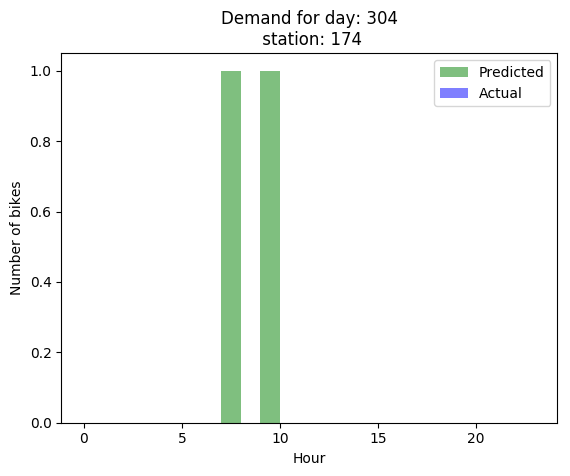 Demand for day: 304
station: 174
Predicted
Actual
Number of bikes
1.0
0.8
0.6
0.4
0.2
0.0
0 5 10 15 20
Hour